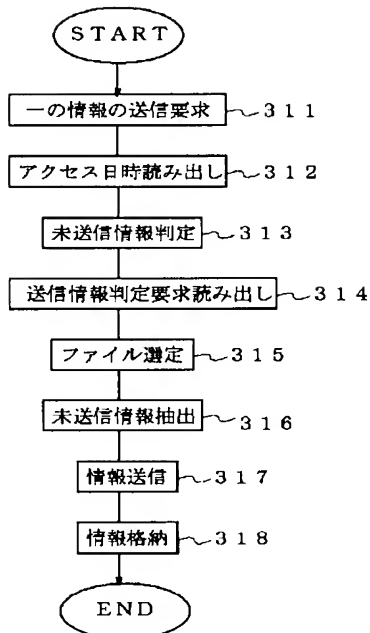 START
一の情報の送信要求 311
アクセス日時読み出し 312
未送信情報判定 313
送信情報判定要求読み出し 314
ファイル選定 315
未送信情報抽出 316
情報送信 317
情報格納 318
END